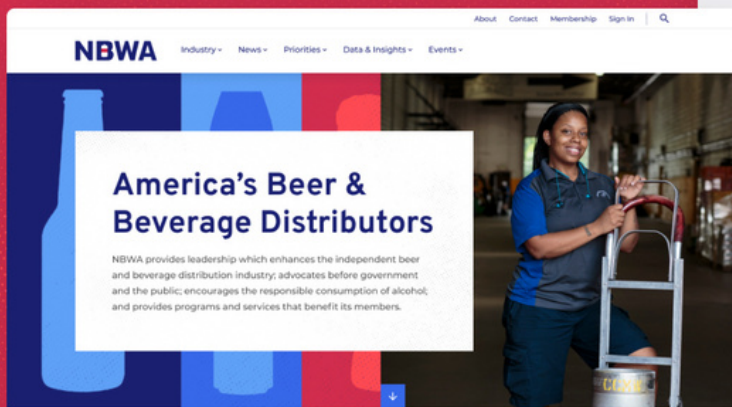 About Contact Membership Sign In
NBWA Industry News Priorities Data & Insights Events
America's Beer &
Beverage Distributors
NBWA provides leadership which enhances the independent beer
and beverage distribution industry; advocates before government
and the public; encourages the responsible consumption of alcohol;
and provides programs and services that benefit its members.